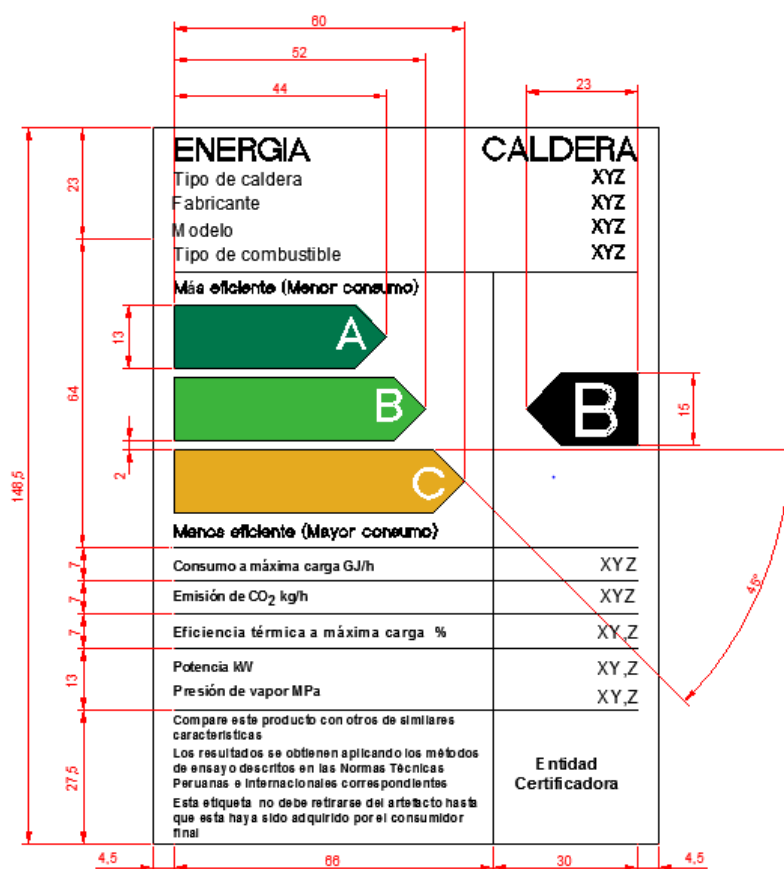 60
52
44
23
ENERGIA CALDERA
Tipo de caldera XYZ
Fabricante XYZ
Modelo XYZ
Tipo de combustible XYZ
Más eficiente (Menor consumo)
A
B
B
C
Menos eficiente (Mayor consumo)
Consumo a máxima carga GJ/h XYZ
Emisión de CO2 kg/h XYZ
Eficiencia térmica a máxima carga % XY,Z
Potencia kW XY,Z
Presión de vapor MPa XY,Z
Compare este producto con otros de similares
características
Los resultados se obtienen aplicando los métodos
de ensayo descritos en las Normas Técnicas
Peruanas e Internacionales correspondientes
Esta etiqueta no debe retirarse del artefacto hasta
que esta haya sido adquirido por el consumidor
final
Entidad
Certificadora
148,5
23
64
7
7
7
13
27,5
13
2
15
45°
4,5
66
30
4,5